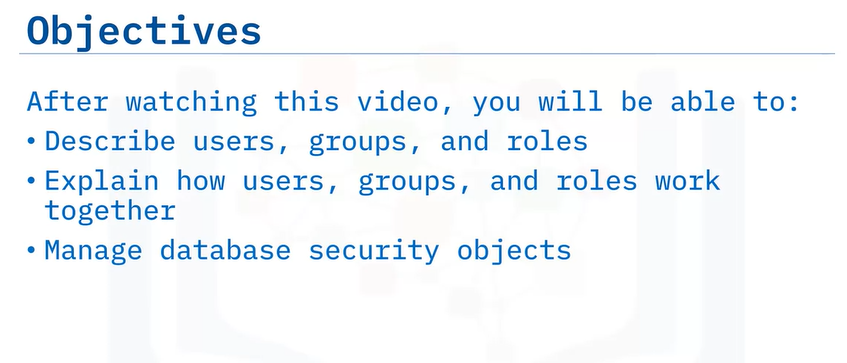 Objectives
After watching this video, you will be able to:
• Describe users, groups, and roles
• Explain how users, groups, and roles work
together
• Manage database security objects